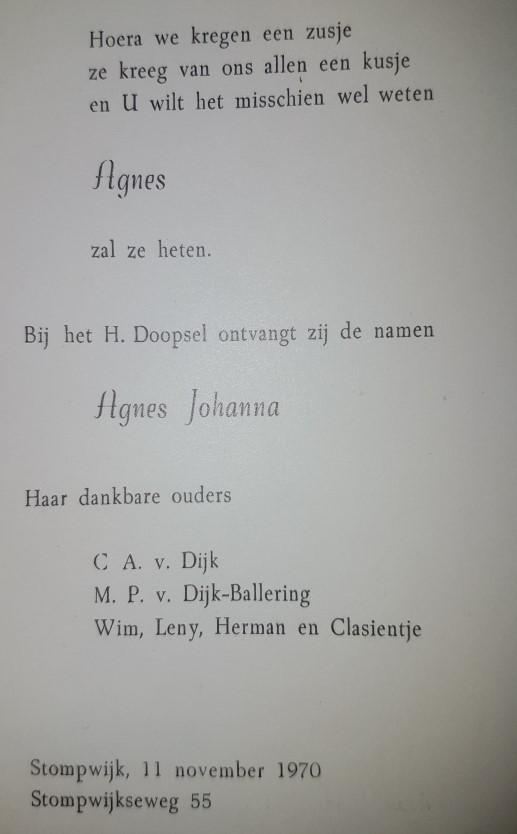 Hoera we kregen een zusje
ze kreeg van ons allen een kusje
en U wilt het misschien wel weten
Agnes
zal ze heten.
Bij het H. Doopsel ontvangt zij de namen
Agnes Johanna
Haar dankbare ouders
C A. v. Dijk
M. P. v. Dijk-Ballering
Wim, Leny, Herman en Clasientje
Stompwijk, 11 november 1970
Stompwijkseweg 55